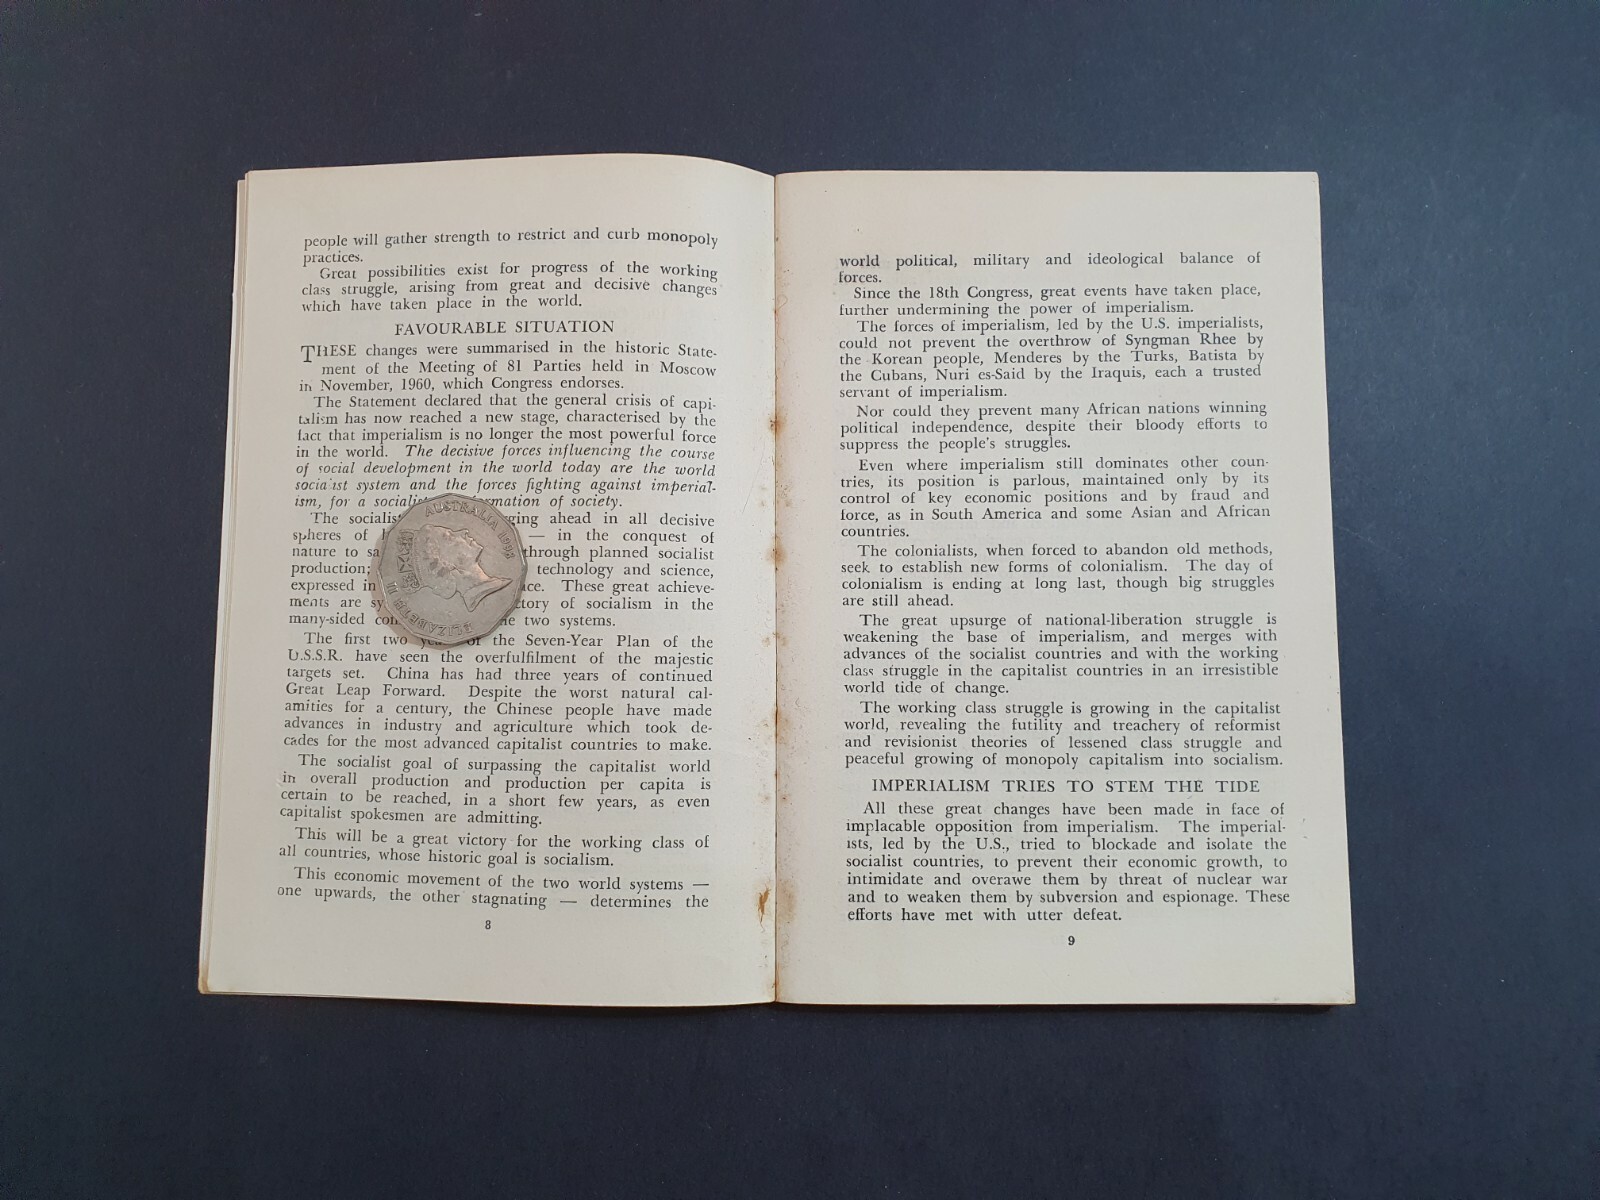 people will gather strength to restrict and curb monopoly
practices.
Great possibilities exist for progress of the working
class struggle, arising from great and decisive changes
which have taken place in the world.
FAVOURABLE SITUATION
THESE changes were summarised in the historic State-
ment of the Meeting of 81 Parties held in Moscow
in November, 1960, which Congress endorses.
The Statement declared that the general crisis of capi-
talism has now reached a new stage, characterised by the
fact that imperialism is no longer the most powerful force
in the world. The decisive forces influencing the course
of social development in the world today are the world
socialist system and the forces fighting against imperial-
ism, for a socialist formation of society.
The socialist ging ahead in all decisive
spheres of — in the conquest of
nature to through planned socialist
production; technology and science,
expressed in These great achieve-
ments are of socialism in the
many-sided two systems.
The first two of the Seven-Year Plan of the
U.S.S.R. have seen the overfulfilment of the majestic
targets set. China has had three years of continued
Great Leap Forward. Despite the worst natural cal-
amities for a century, the Chinese people have made
advances in industry and agriculture which took de-
cades for the most advanced capitalist countries to make.
The socialist goal of surpassing the capitalist world
in overall production and production per capita is
certain to be reached, in a short few years, as even
capitalist spokesmen are admitting.
This will be a great victory for the working class of
all countries, whose historic goal is socialism.
This economic movement of the two world systems —
one upwards, the other stagnating — determines the
8
ELIZABETH II AUSTRALIA
world political, military and ideological balance of
forces.
Since the 18th Congress, great events have taken place,
further undermining the power of imperialism.
The forces of imperialism, led by the U.S. imperialists,
could not prevent the overthrow of Syngman Rhee by
the Korean people, Menderes by the Turks, Batista by
the Cubans, Nuri es-Said by the Iraquis, each a trusted
servant of imperialism.
Nor could they prevent many African nations winning
political independence, despite their bloody efforts to
suppress the people's struggles.
Even where imperialism still dominates other coun-
tries, its position is parlous, maintained only by its
control of key economic positions and by fraud and
force, as in South America and some Asian and African
countries.
The colonialists, when forced to abandon old methods,
seek to establish new forms of colonialism. The day of
colonialism is ending at long last, though big struggles
are still ahead.
The great upsurge of national-liberation struggle is
weakening the base of imperialism, and merges with
advances of the socialist countries and with the working
class struggle in the capitalist countries in an irresistible
world tide of change.
The working class struggle is growing in the capitalist
world, revealing the futility and treachery of reformist
and revisionist theories of lessened class struggle and
peaceful growing of monopoly capitalism into socialism.
IMPERIALISM TRIES TO STEM THE TIDE
All these great changes have been made in face of
implacable opposition from imperialism. The imperial-
ists, led by the U.S., tried to blockade and isolate the
socialist countries, to prevent their economic growth, to
intimidate and overawe them by threat of nuclear war
and to weaken them by subversion and espionage. These
efforts have met with utter defeat.
9